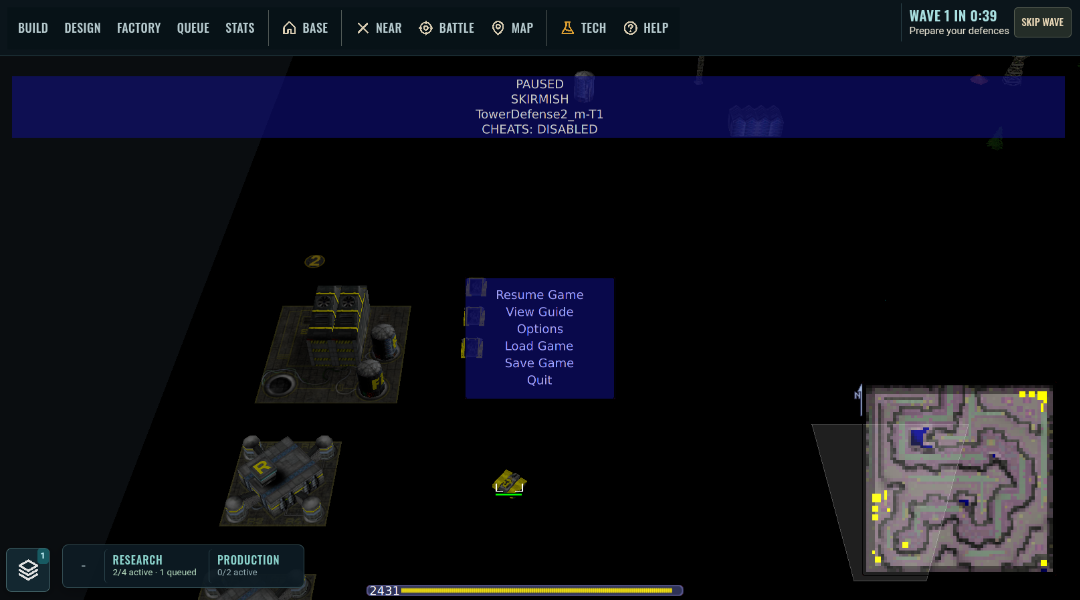 BUILD DESIGN FACTORY QUEUE STATS BASE NEAR BATTLE MAP TECH HELP
WAVE 1 IN 0:39
Prepare your defences
SKIP WAVE
PAUSED
SKIRMISH
TowerDefense2_m-T1
CHEATS: DISABLED
2
Resume Game
View Guide
Options
Load Game
Save Game
Quit
N
R
1
-
RESEARCH
2/4 active · 1 queued
PRODUCTION
0/2 active
2431